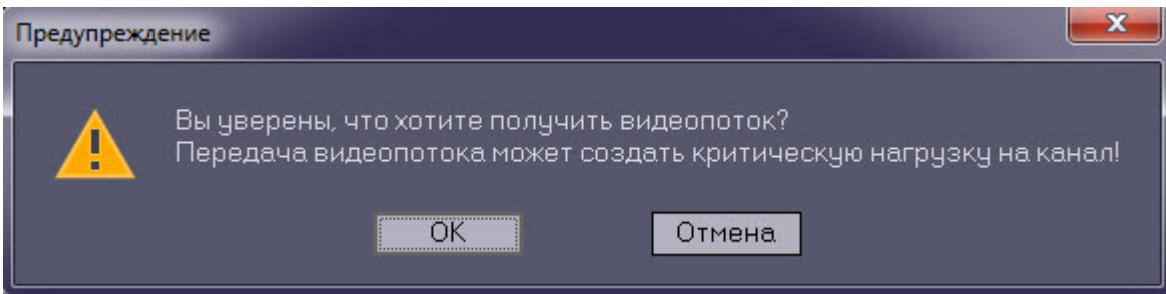 Предупреждение
Вы уверены, что хотите получить видеопоток?
Передача видеопотока может создать критическую нагрузку на канал!
OK
Отмена